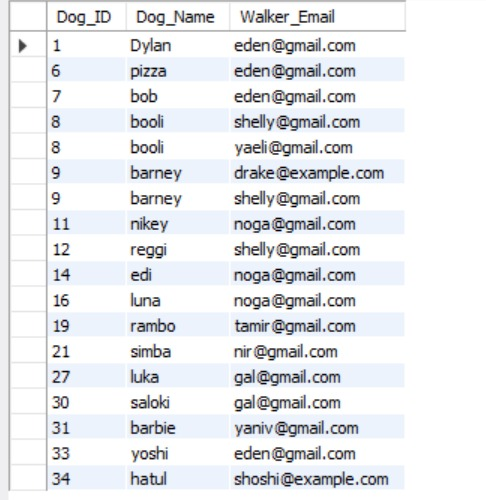 Dog_ID Dog_Name Walker_Email
1 Dylan eden@gmail.com
6 pizza eden@gmail.com
7 bob eden@gmail.com
8 booli shelly@gmail.com
8 booli yaeli@gmail.com
9 barney drake@example.com
9 barney shelly@gmail.com
11 nikey noga@gmail.com
12 reggi shelly@gmail.com
14 edi noga@gmail.com
16 luna noga@gmail.com
19 rambo tamir@gmail.com
21 simba nir@gmail.com
27 luka gal@gmail.com
30 saloki gal@gmail.com
31 barbie yaniv@gmail.com
33 yoshi eden@gmail.com
34 hatul shoshi@example.com